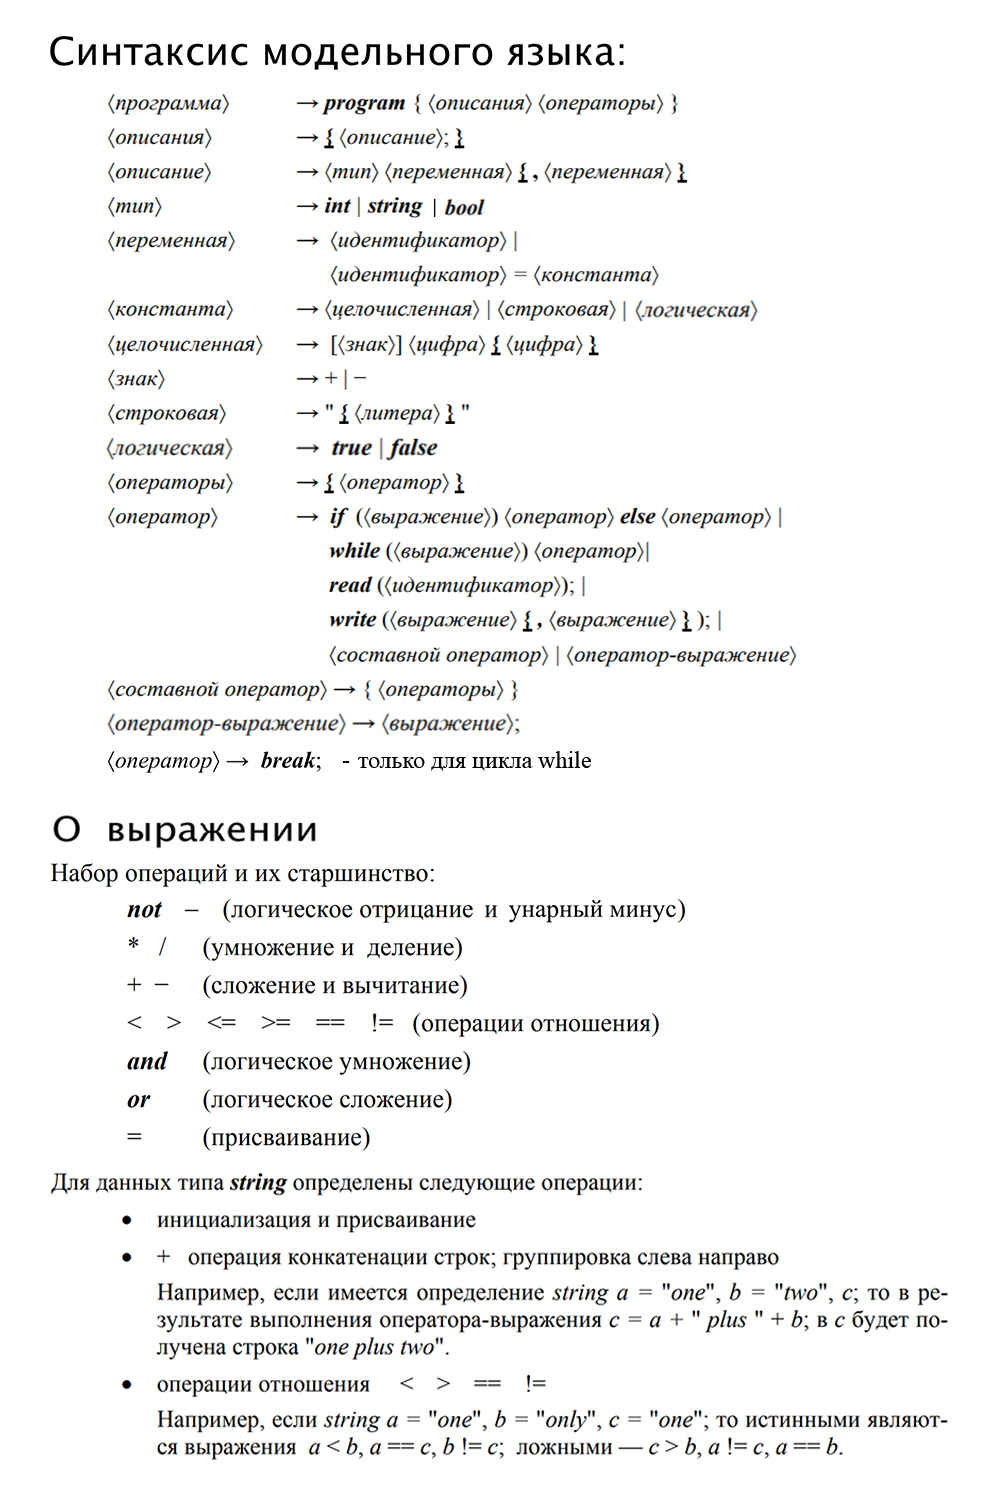 Синтаксис модельного языка:
⟨программа⟩ → program { ⟨описания⟩ ⟨операторы⟩ }
⟨описания⟩ → { ⟨описание⟩; }
⟨описание⟩ → ⟨тип⟩ ⟨переменная⟩ { , ⟨переменная⟩ }
⟨тип⟩ → int | string | bool
⟨переменная⟩ → ⟨идентификатор⟩ |
⟨идентификатор⟩ = ⟨константа⟩
⟨константа⟩ → ⟨целочисленная⟩ | ⟨строковая⟩ | ⟨логическая⟩
⟨целочисленная⟩ → [⟨знак⟩] ⟨цифра⟩ { ⟨цифра⟩ }
⟨знак⟩ → + | −
⟨строковая⟩ → " { ⟨литера⟩ } "
⟨логическая⟩ → true | false
⟨операторы⟩ → { ⟨оператор⟩ }
⟨оператор⟩ → if (⟨выражение⟩) ⟨оператор⟩ else ⟨оператор⟩ |
while (⟨выражение⟩) ⟨оператор⟩|
read (⟨идентификатор⟩); |
write (⟨выражение⟩ { , ⟨выражение⟩ } ); |
⟨составной оператор⟩ | ⟨оператор-выражение⟩
⟨составной оператор⟩ → { ⟨операторы⟩ }
⟨оператор-выражение⟩ → ⟨выражение⟩;
⟨оператор⟩ → break; - только для цикла while
О выражении
Набор операций и их старшинство:
not − (логическое отрицание и унарный минус)
* / (умножение и деление)
+ − (сложение и вычитание)
< > <= >= == != (операции отношения)
and (логическое умножение)
or (логическое сложение)
= (присваивание)
Для данных типа string определены следующие операции:
• инициализация и присваивание
• + операция конкатенации строк; группировка слева направо
Например, если имеется определение string a = "one", b = "two", c; то в ре-
зультате выполнения оператора-выражения c = a + " plus " + b; в c будет по-
лучена строка "one plus two".
• операции отношения < > == !=
Например, если string a = "one", b = "only", c = "one"; то истинными являют-
ся выражения a < b, a == c, b != c; ложными — c > b, a != c, a == b.